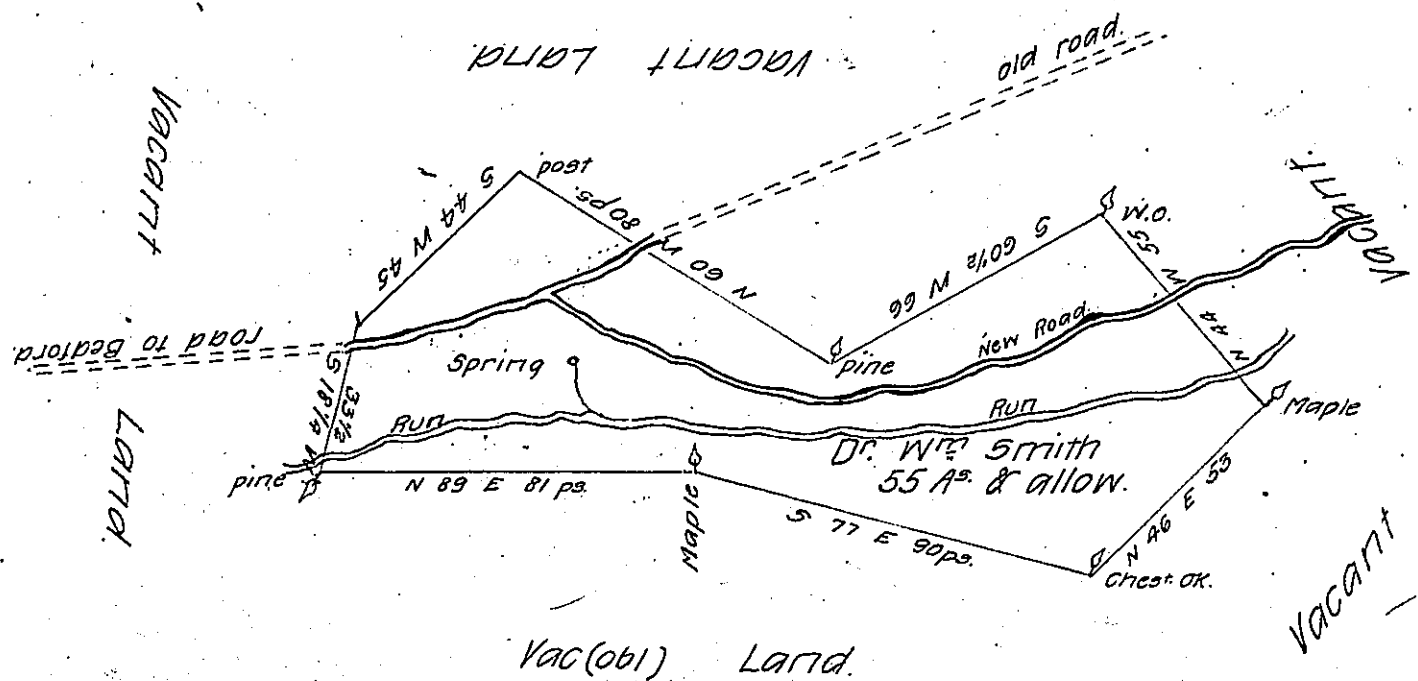 Vacant Land
old road.
Vacant
Land.
Vacant.
post
S 44 W 45
80 ps.
N 60 W
W.O.
S 60½ W 66
N 44 W 55
road to Bedford.
New Road.
Spring
pine
S 18¼ W
33½
Run
Run
Maple
Dr. Wm Smith
55 As. & allow.
pine
N 89 E 81 ps.
Maple
S 77 E 90 ps.
N 46 E 53
Chest. OK.
Vacant
Vac(obl) Land.